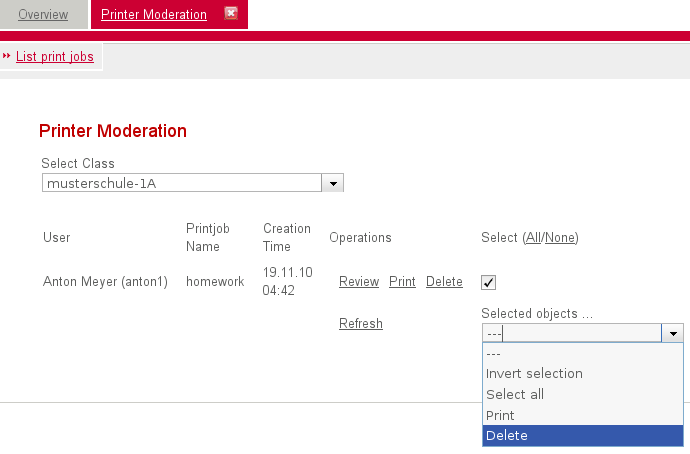 Overview
Printer Moderation
List print jobs
Printer Moderation
Select Class
musterschule-1A
User
Printjob
Name
Creation
Time
Operations
Select (All/None)
Anton Meyer (anton1)
homework
19.11.10
04:42
Review
Print
Delete
Refresh
Selected objects ...
---
---
Invert selection
Select all
Print
Delete